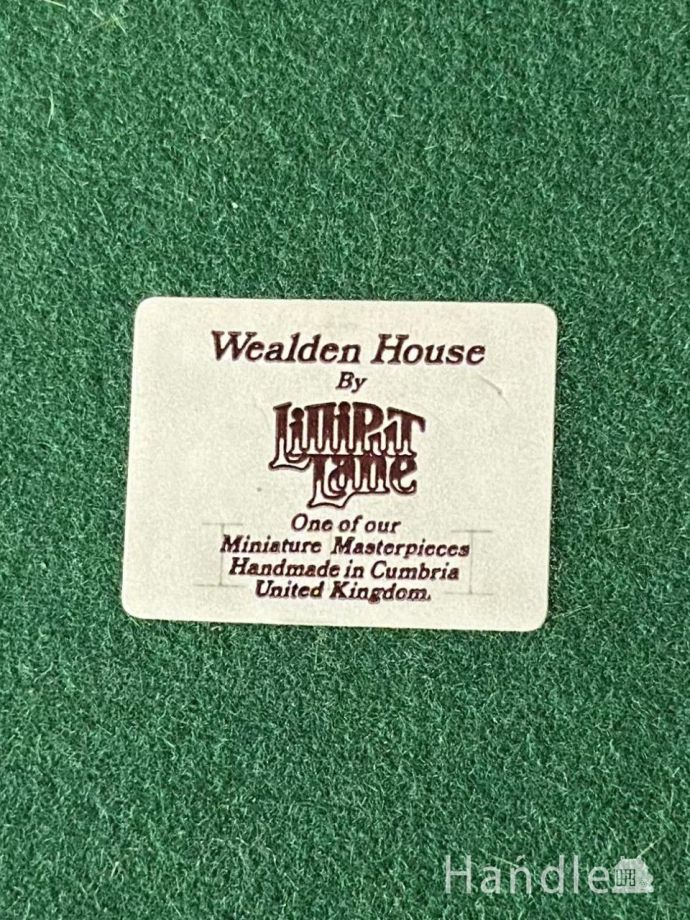 Wealden House
By
Lilliput
Lane
One of our
Miniature Masterpieces
Handmade in Cumbria
United Kingdom.
Handle